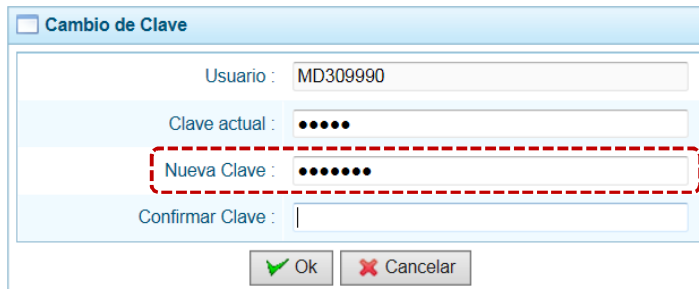 Cambio de Clave
Usuario : MD309990
Clave actual : ●●●●●
Nueva Clave : ●●●●●●●
Confirmar Clave :
Ok Cancelar